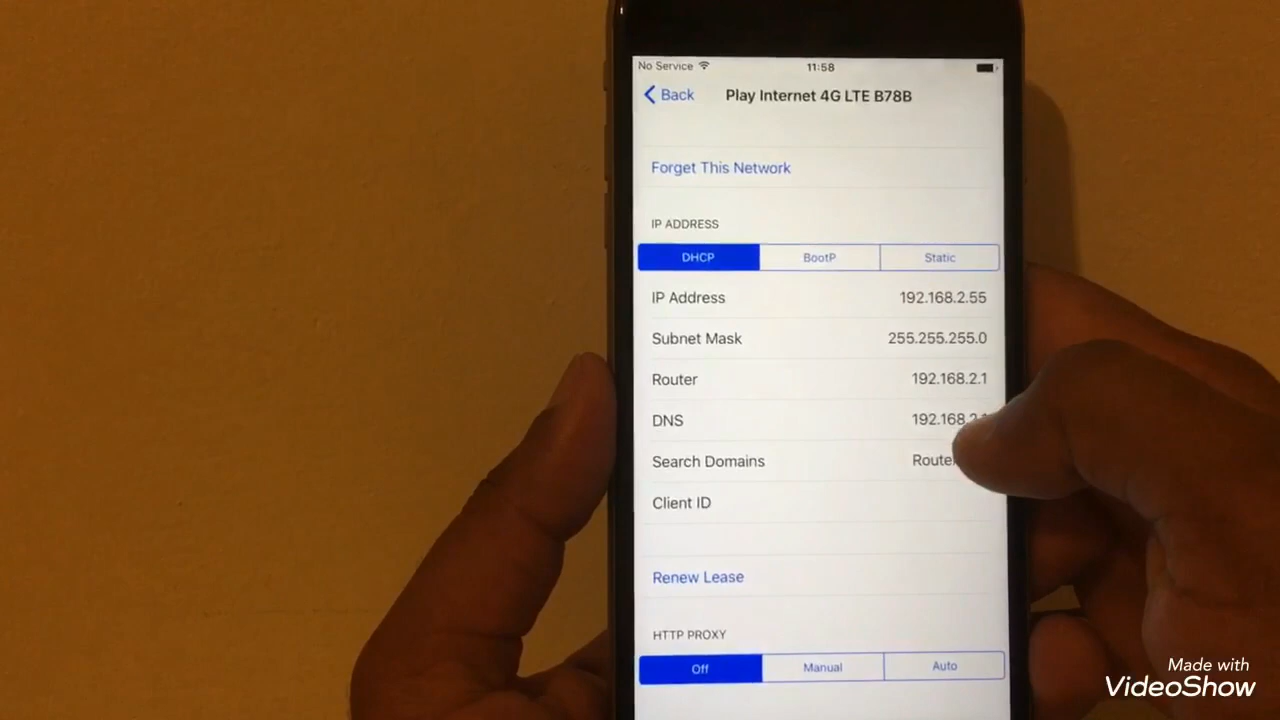 No Service 11:58
Back Play Internet 4G LTE B78B
Forget This Network
IP ADDRESS
DHCP BootP Static
IP Address 192.168.2.55
Subnet Mask 255.255.255.0
Router 192.168.2.1
DNS 192.168.2.1
Search Domains
Client ID
Renew Lease
HTTP PROXY
Off Manual Auto
Made with
VideoShow